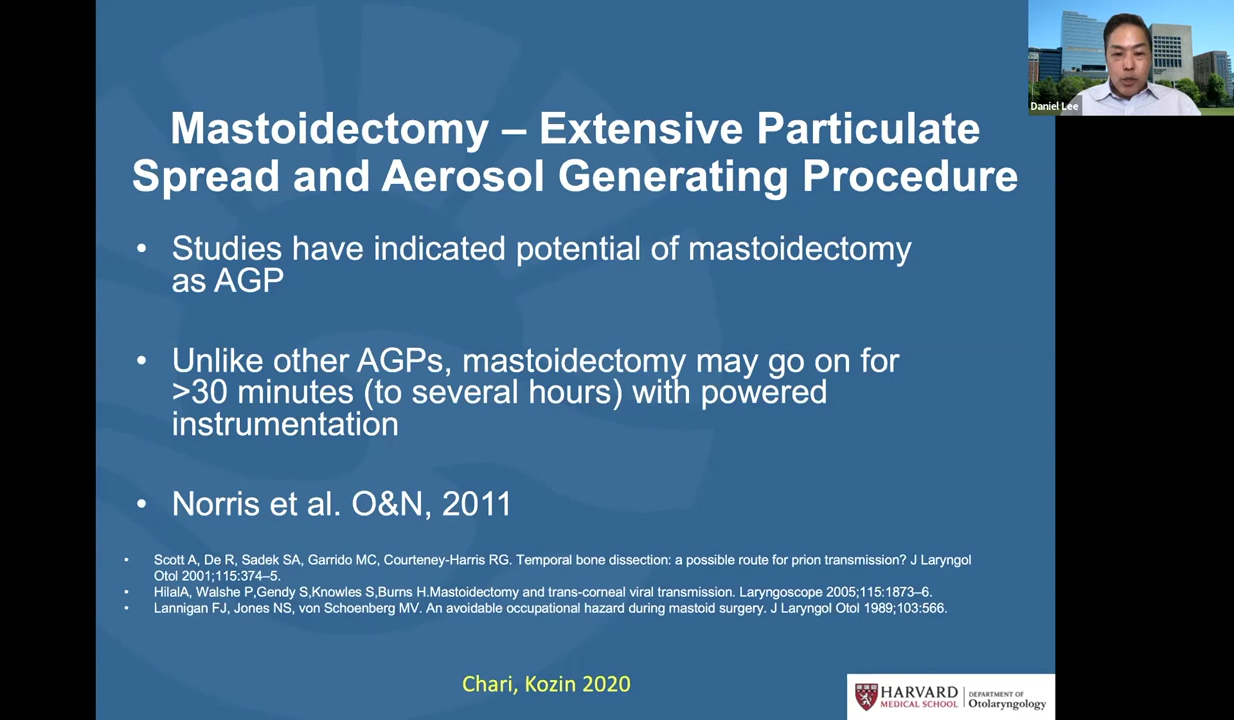 Mastoidectomy – Extensive Particulate
Spread and Aerosol Generating Procedure
• Studies have indicated potential of mastoidectomy
as AGP
• Unlike other AGPs, mastoidectomy may go on for
>30 minutes (to several hours) with powered
instrumentation
• Norris et al. O&N, 2011
• Scott A, De R, Sadek SA, Garrido MC, Courteney-Harris RG. Temporal bone dissection: a possible route for prion transmission? J Laryngol
Otol 2001;115:374–5.
• HilalA, Walshe P,Gendy S,Knowles S,Burns H.Mastoidectomy and trans-corneal viral transmission. Laryngoscope 2005;115:1873–6.
• Lannigan FJ, Jones NS, von Schoenberg MV. An avoidable occupational hazard during mastoid surgery. J Laryngol Otol 1989;103:566.
Chari, Kozin 2020
HARVARD
MEDICAL SCHOOL
DEPARTMENT OF
Otolaryngology
Daniel Lee